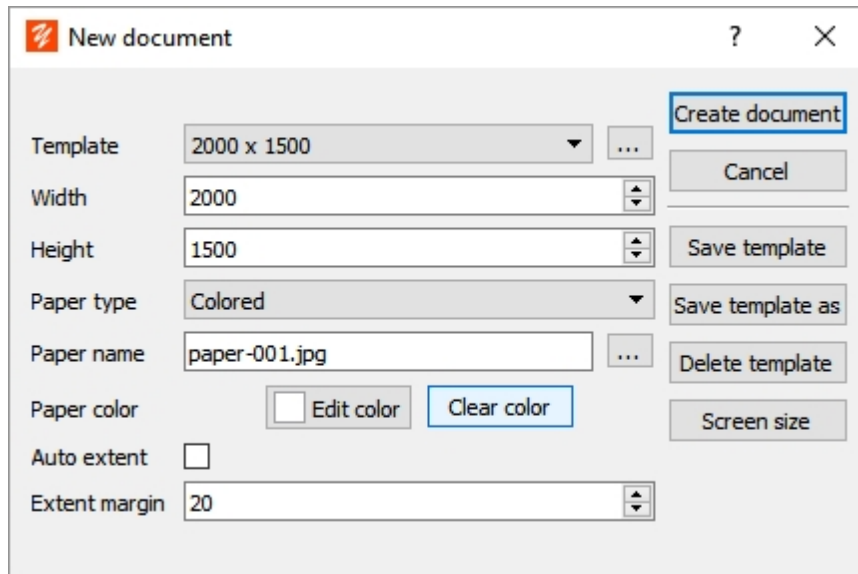 New document
?
Template
2000 x 1500
...
Width
2000
Height
1500
Paper type
Colored
Paper name
paper-001.jpg
...
Paper color
Edit color
Clear color
Auto extent
Extent margin
20
Create document
Cancel
Save template
Save template as
Delete template
Screen size